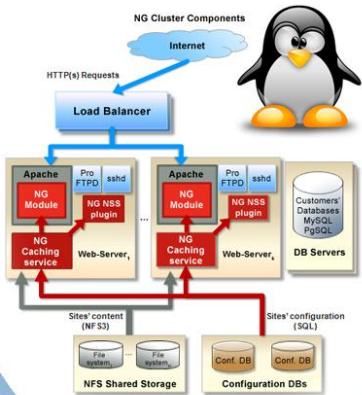 NG Cluster Components
Internet
HTTP(s) Requests
Load Balancer
Apache
NG
Module
Pro
FTPD
sshd
NG NSS
plugin
NG
Caching
service
Web-Server₁
...
Apache
NG
Module
Pro
FTPD
sshd
NG NSS
plugin
NG
Caching
service
Customers'
Databases
MySQL
PgSQL
DB Servers
Sites' content
(NFS3)
Sites' configuration
(SQL)
File
system
...
File
system
NFS Shared Storage
Conf. DB
Conf. DB
Configuration DBs
Web-Server